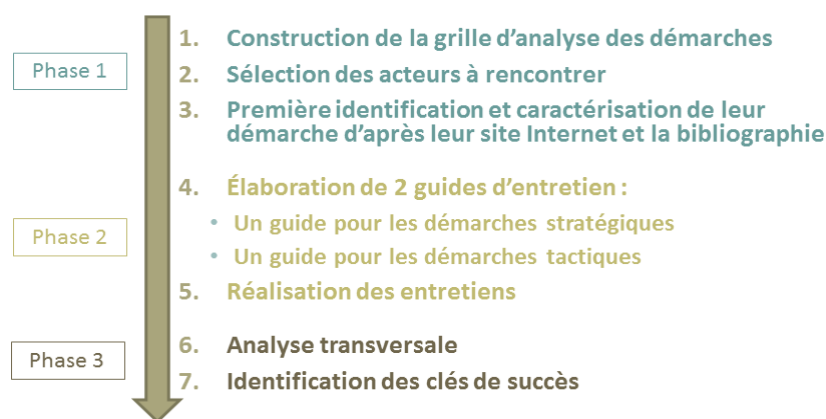 Phase 1
1. Construction de la grille d'analyse des démarches
2. Sélection des acteurs à rencontrer
3. Première identification et caractérisation de leur
démarche d'après leur site Internet et la bibliographie
Phase 2
4. Élaboration de 2 guides d'entretien :
• Un guide pour les démarches stratégiques
• Un guide pour les démarches tactiques
5. Réalisation des entretiens
Phase 3
6. Analyse transversale
7. Identification des clés de succès